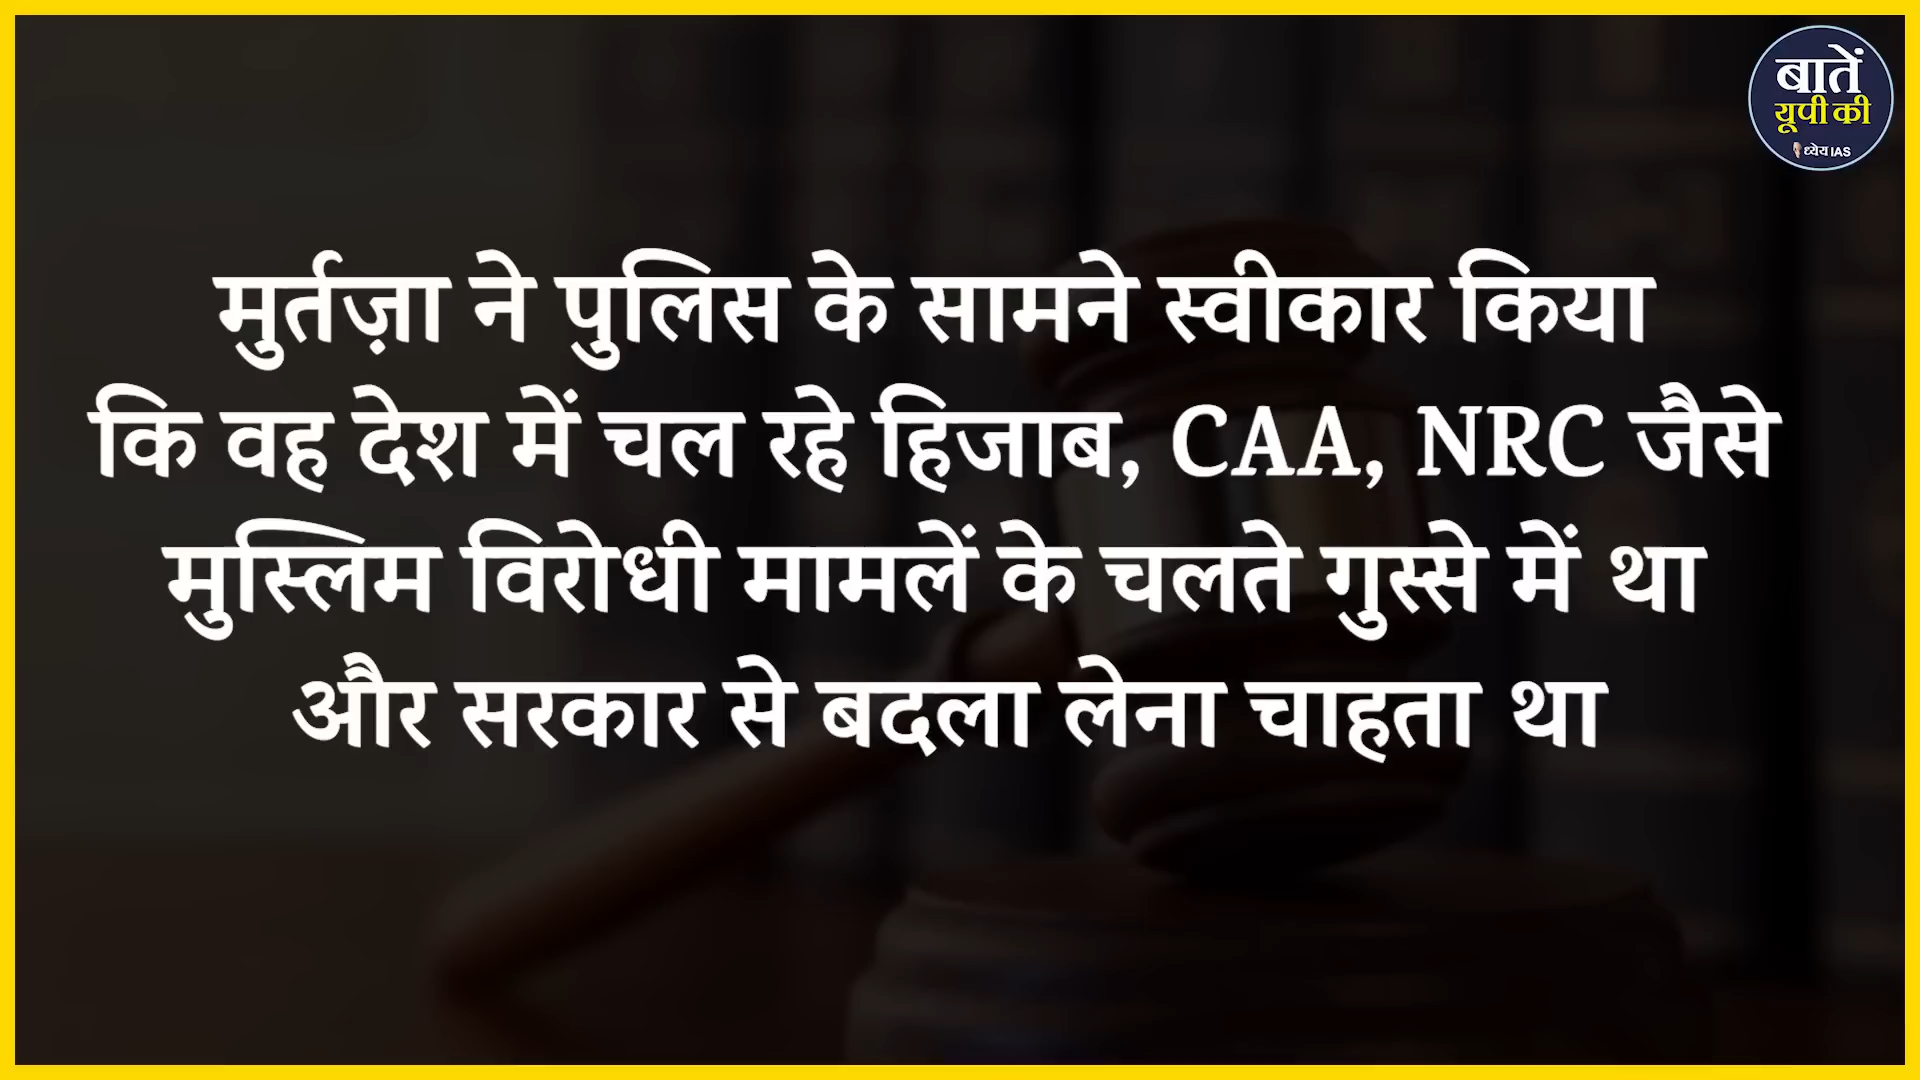 बातें
यूपी की
ध्येय IAS
मुर्तज़ा ने पुलिस के सामने स्वीकार किया
कि वह देश में चल रहे हिजाब, CAA, NRC जैसे
मुस्लिम विरोधी मामलें के चलते गुस्से में था
और सरकार से बदला लेना चाहता था